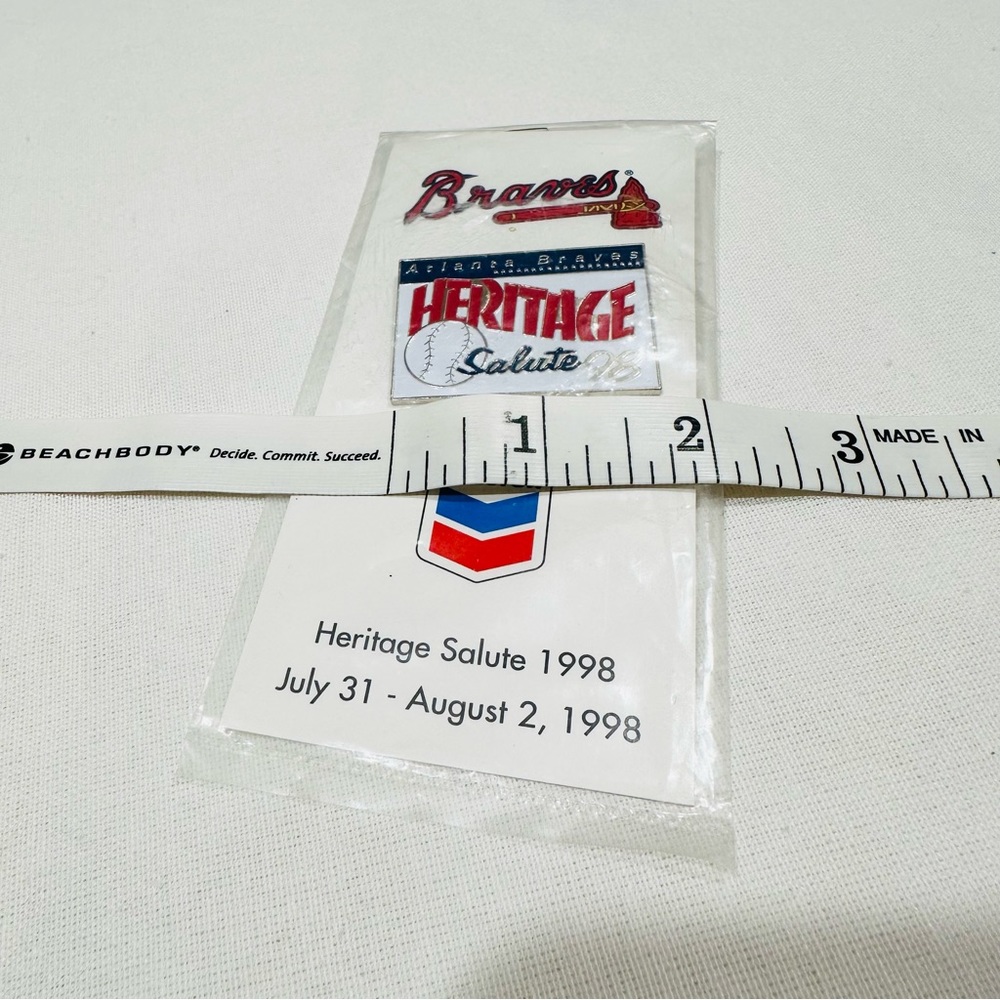 Braves®
Atlanta Braves
HERITAGE
Salute 98
BEACHBODY® Decide. Commit. Succeed. 1 2 3 MADE IN
Heritage Salute 1998
July 31 - August 2, 1998